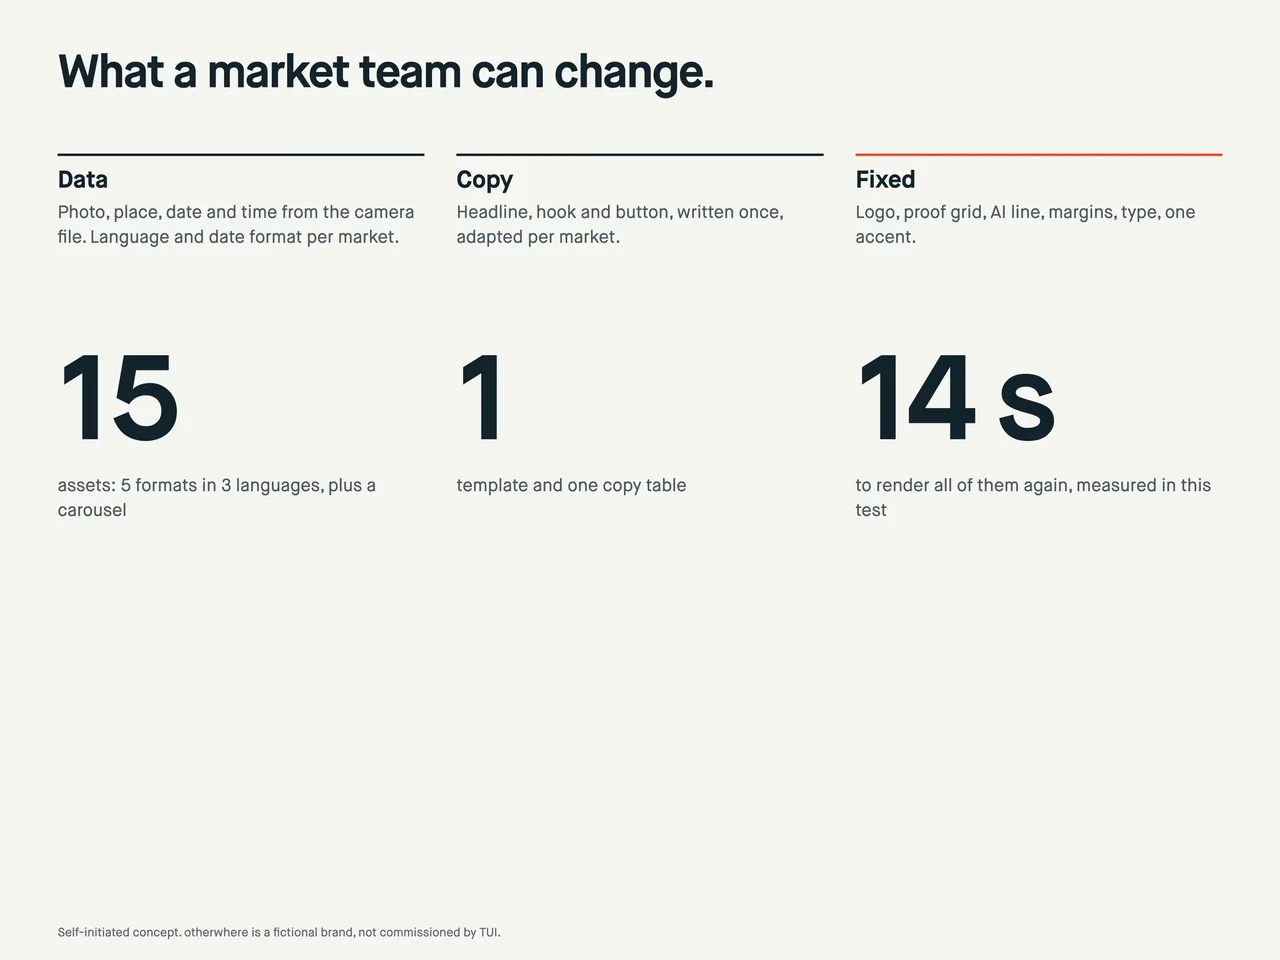 What a market team can change.
Data
Photo, place, date and time from the camera
file. Language and date format per market.
Copy
Headline, hook and button, written once,
adapted per market.
Fixed
Logo, proof grid, AI line, margins, type, one
accent.
15
assets: 5 formats in 3 languages, plus a
carousel
1
template and one copy table
14 s
to render all of them again, measured in this
test
Self-initiated concept. otherwhere is a fictional brand, not commissioned by TUI.